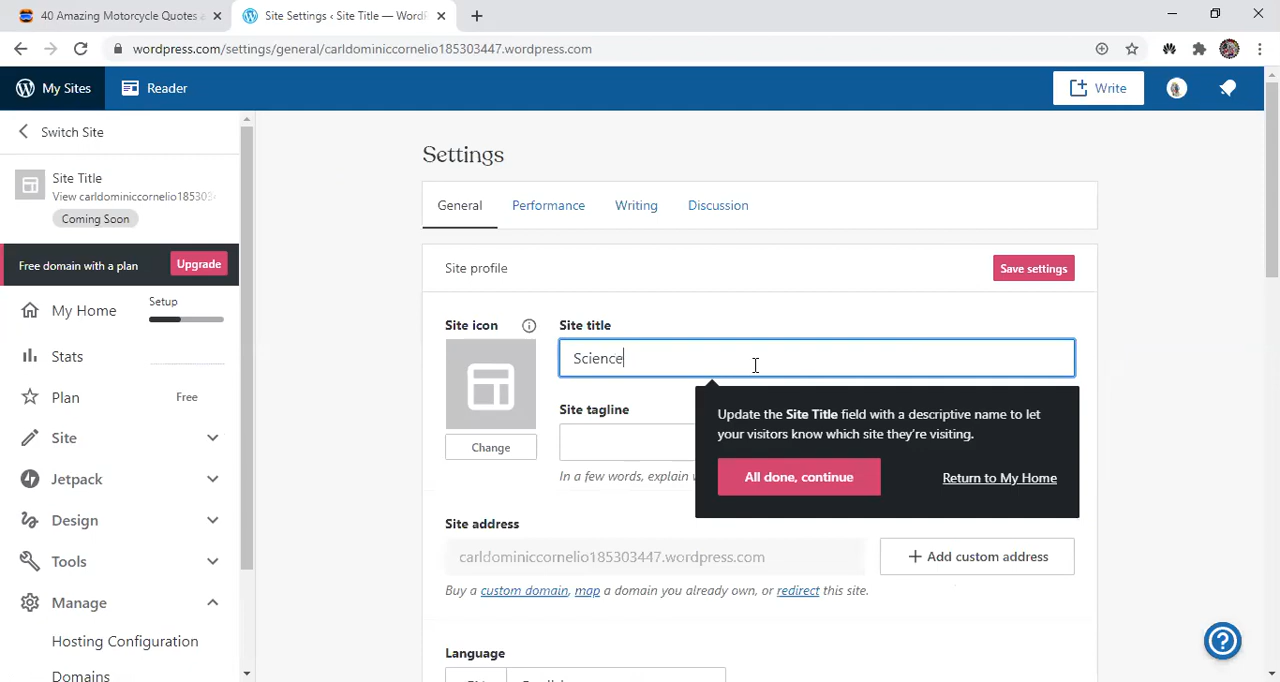 40 Amazing Motorcycle Quotes a
Site Settings ‹ Site Title — WordPr
wordpress.com/settings/general/carldominiccornelio185303447.wordpress.com
My Sites
Reader
Write
Switch Site
Site Title
View carldominiccornelio185303
Coming Soon
Free domain with a plan
Upgrade
My Home
Setup
Stats
Plan
Free
Site
Jetpack
Design
Tools
Manage
Hosting Configuration
Domains
Settings
General
Performance
Writing
Discussion
Site profile
Save settings
Site icon
Site title
Science
Change
Site tagline
In a few words, explain
Update the Site Title field with a descriptive name to let
your visitors know which site they're visiting.
All done, continue
Return to My Home
Site address
carldominiccornelio185303447.wordpress.com
Add custom address
Buy a custom domain, map a domain you already own, or redirect this site.
Language